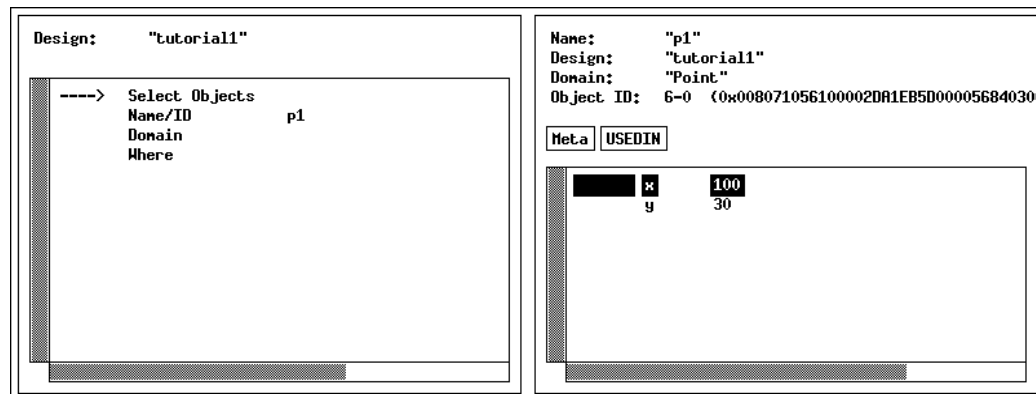 Design: "tutorial1"
----> Select Objects
Name/ID p1
Domain
Where
Name: "p1"
Design: "tutorial1"
Domain: "Point"
Object ID: 6-0 (0x008071056100002DA1EB5D00005684030
Meta USEDIN
x 100
y 30